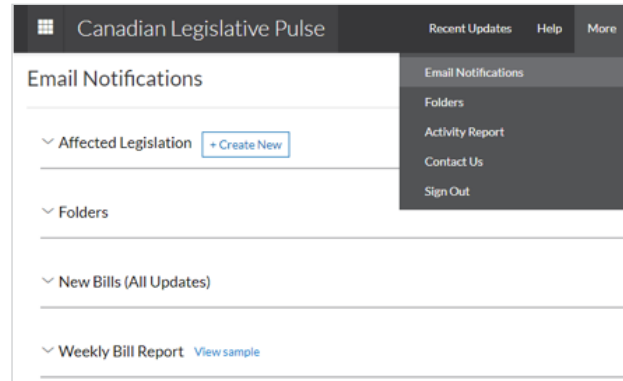 Canadian Legislative Pulse Recent Updates Help More
Email Notifications
Email Notifications
Folders
Activity Report
Contact Us
Sign Out
Affected Legislation + Create New
Folders
New Bills (All Updates)
Weekly Bill Report View sample